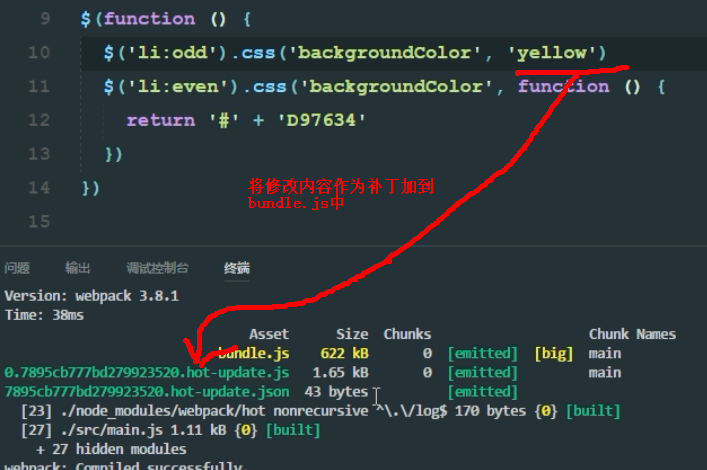 9 $(function () {
10 $('li:odd').css('backgroundColor', 'yellow')
11 $('li:even').css('backgroundColor', function () {
12 return '#' + 'D97634'
13 })
14 })
15
将修改内容作为补丁加到
bundle.js中
问题 输出 调试控制台 终端
Version: webpack 3.8.1
Time: 38ms
Asset Size Chunks Chunk Names
bundle.js 622 kB 0 [emitted] [big] main
0.7895cb777bd279923520.hot-update.js 1.65 kB 0 [emitted] main
7895cb777bd279923520.hot-update.json 43 bytes [emitted]
[23] ./node_modules/webpack/hot nonrecursive ^\.\/log$ 170 bytes {0} [built]
[27] ./src/main.js 1.11 kB {0} [built]
+ 27 hidden modules
webpack: Compiled successfully.